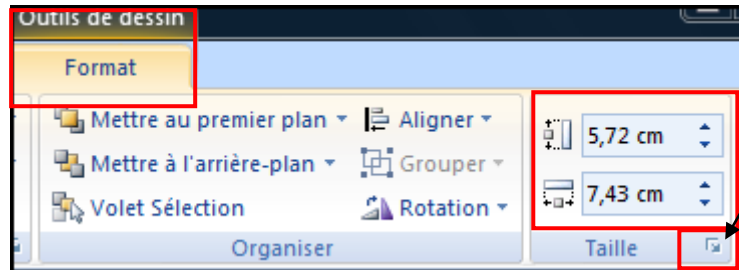 Outils de dessin
Format
Mettre au premier plan
Aligner
5,72 cm
Mettre à l'arrière-plan
Grouper
Volet Sélection
Rotation
7,43 cm
Organiser
Taille